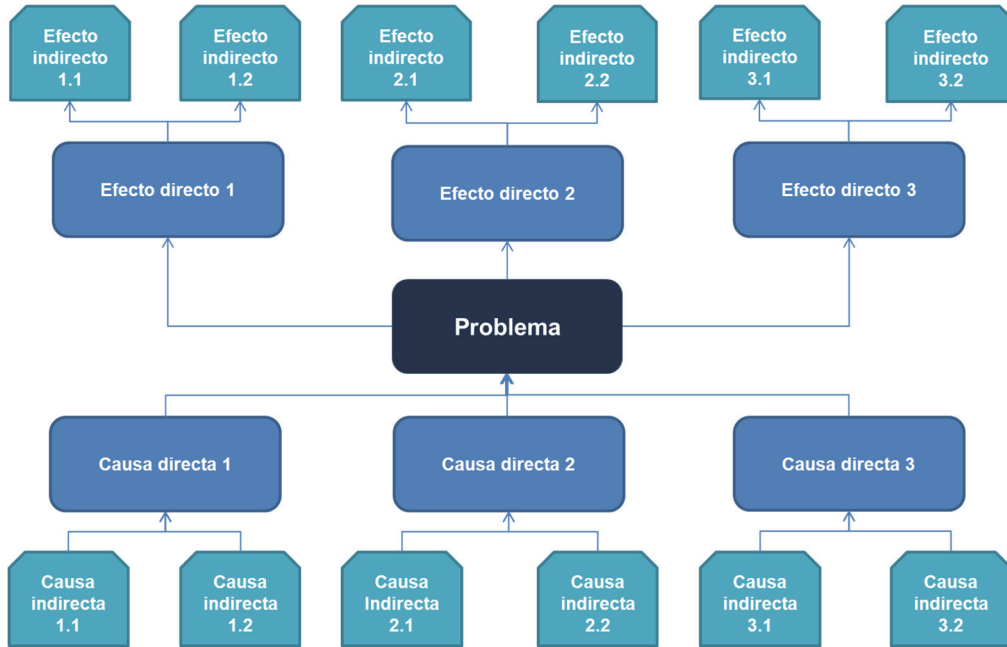 Efecto
indirecto
1.1
Efecto
indirecto
1.2
Efecto
indirecto
2.1
Efecto
indirecto
2.2
Efecto
indirecto
3.1
Efecto
indirecto
3.2
Efecto directo 1
Efecto directo 2
Efecto directo 3
Problema
Causa directa 1
Causa directa 2
Causa directa 3
Causa
indirecta
1.1
Causa
indirecta
1.2
Causa
Indirecta
2.1
Causa
indirecta
2.2
Causa
indirecta
3.1
Causa
indirecta
3.2